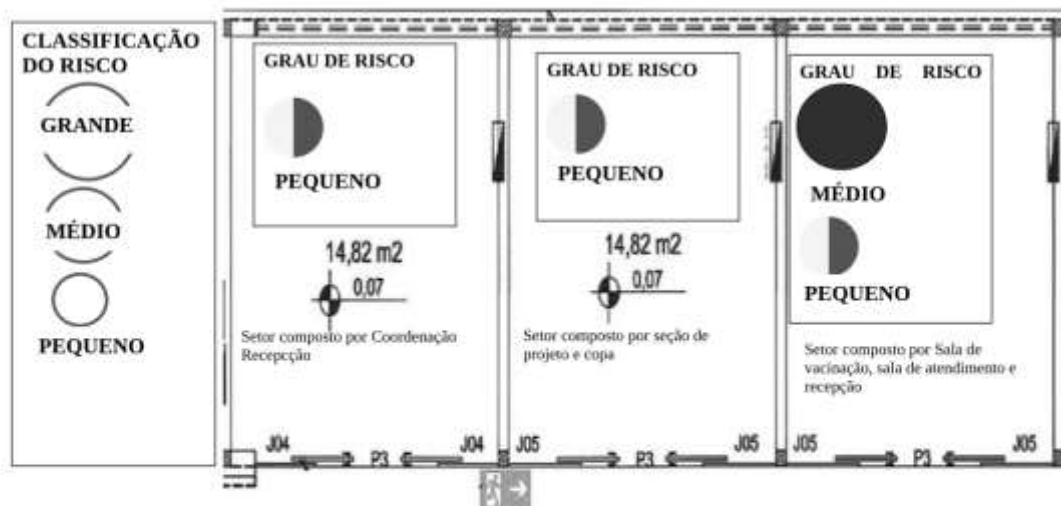 CLASSIFICAÇÃO
DO RISCO
GRANDE
MÉDIO
PEQUENO
GRAU DE RISCO
PEQUENO
14,82 m2
0,07
Setor composto por Coordenação
Recepcção
J04
P3
J04
GRAU DE RISCO
PEQUENO
14,82 m2
0,07
Setor composto por seção de
projeto e copa
J05
P3
J05
GRAU DE RISCO
MÉDIO
PEQUENO
Setor composto por Sala de
vacinação, sala de atendimento e
recepção
J05
P3
J05